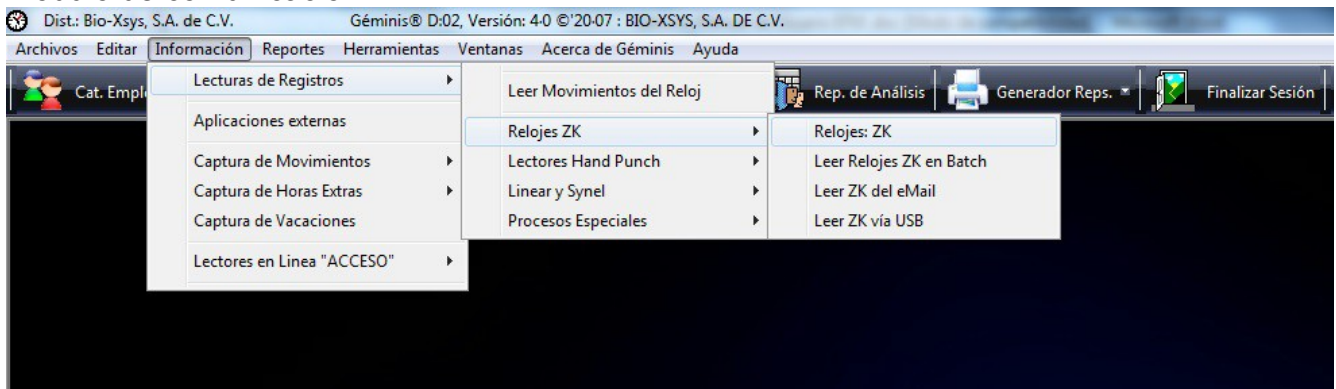 Dist.: Bio-Xsys, S.A. de C.V. Géminis® D:02, Versión: 4-0 ©'20-07 : BIO-XSYS, S.A. DE C.V.
Archivos Editar Información Reportes Herramientas Ventanas Acerca de Géminis Ayuda
Cat. Empl
Rep. de Análisis
Generador Reps.
Finalizar Sesión
Lecturas de Registros
Aplicaciones externas
Captura de Movimientos
Captura de Horas Extras
Captura de Vacaciones
Lectores en Linea "ACCESO"
Leer Movimientos del Reloj
Relojes ZK
Lectores Hand Punch
Linear y Synel
Procesos Especiales
Relojes: ZK
Leer Relojes ZK en Batch
Leer ZK del eMail
Leer ZK vía USB